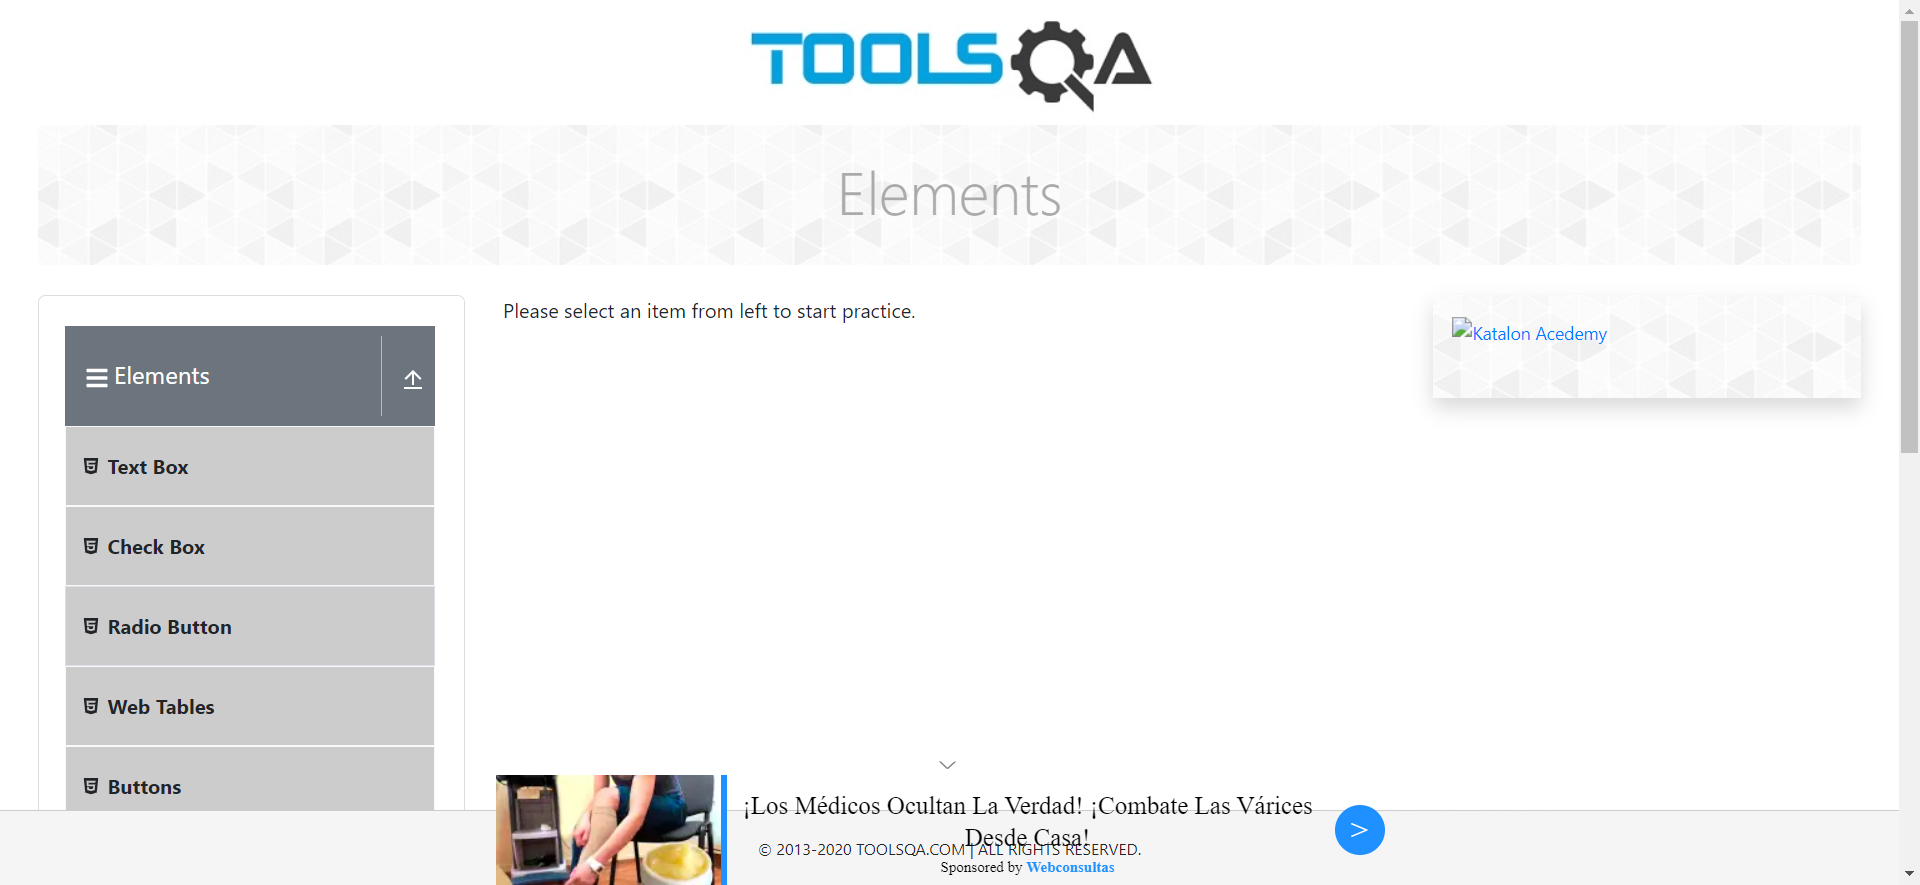 TOOLSQA
Elements
Elements
Text Box
Check Box
Radio Button
Web Tables
Buttons
Please select an item from left to start practice.
Katalon Acedemy
¡Los Médicos Ocultan La Verdad! ¡Combate Las Várices
Desde Casa!
© 2013-2020 TOOLSQA.COM | ALL RIGHTS RESERVED.
Sponsored by Webconsultas